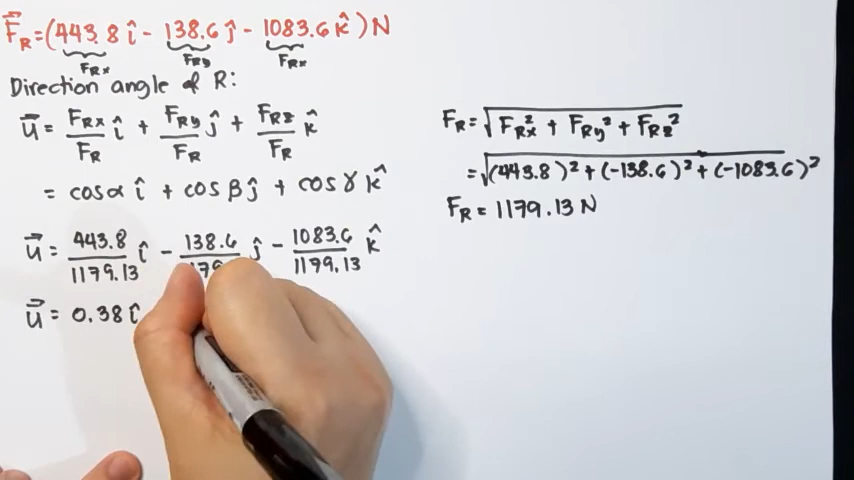 F⃗R=(443.8 î - 138.6 ĵ - 1083.6 k̂) N
FRx FRy FRx
Direction angle of R:
u⃗ = FRx/FR î + FRy/FR ĵ + FRz/FR k̂
= cosα î + cosβ ĵ + cosγ k̂
u⃗ = 443.8/1179.13 î - 138.6/179 ĵ - 1083.6/1179.13 k̂
u⃗ = 0.38 î
FR = √FRx² + FRy² + FRz²
= √(443.8)² + (-138.6)² + (-1083.6)²
FR = 1179.13 N